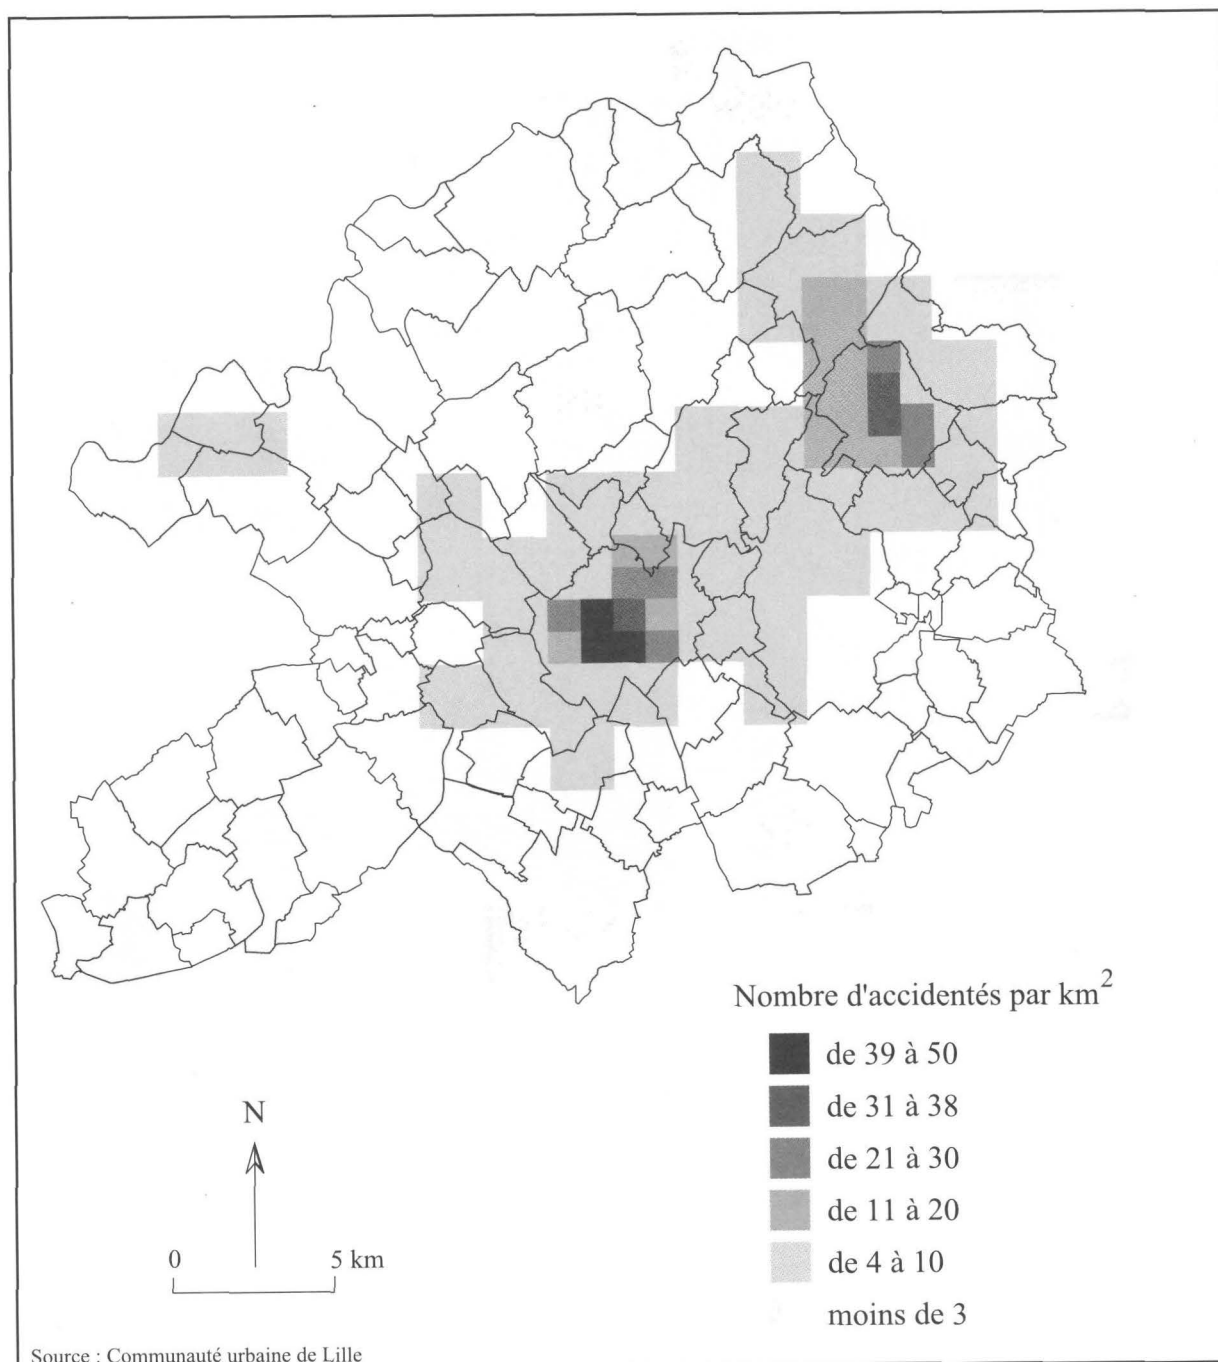 Nombre d'accidentés par km²
de 39 à 50
de 31 à 38
de 21 à 30
de 11 à 20
de 4 à 10
moins de 3
N
0 5 km
Source : Communauté urbaine de Lille